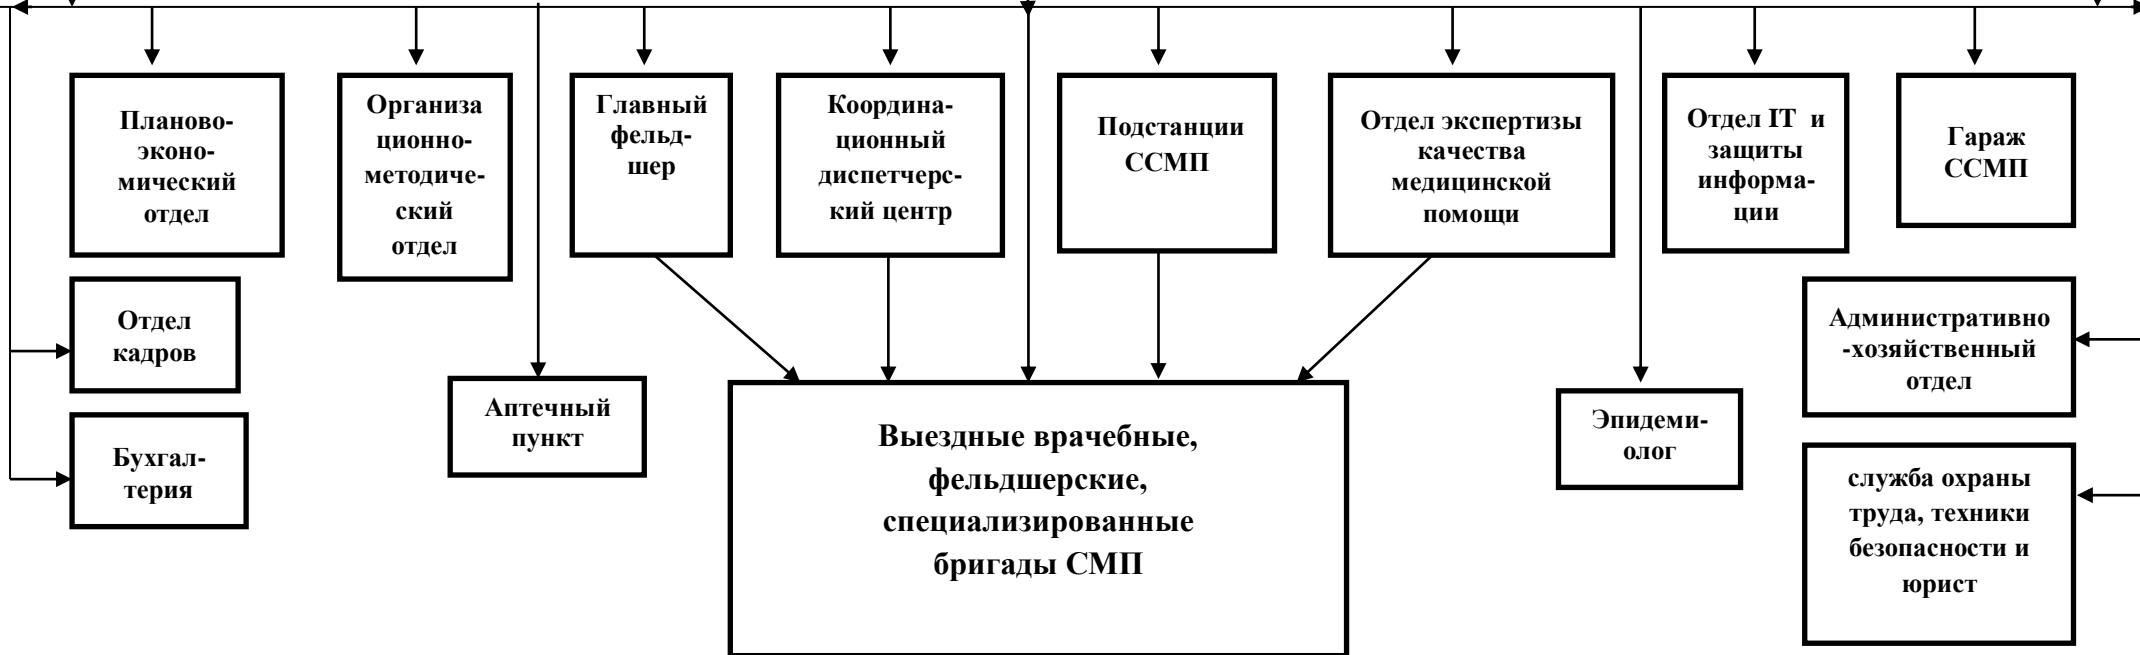 Планово-
эконо-
мический
отдел
Организа
ционно-
методиче-
ский
отдел
Главный
фельд-
шер
Координа-
ционный
диспетчерс-
кий центр
Подстанции
ССМП
Отдел экспертизы
качества
медицинской
помощи
Отдел IT и
защиты
информа-
ции
Гараж
ССМП
Отдел
кадров
Бухгал-
терия
Аптечный
пункт
Выездные врачебные,
фельдшерские,
специализированные
бригады СМП
Эпидеми-
олог
Административно
-хозяйственный
отдел
служба охраны
труда, техники
безопасности и
юрист